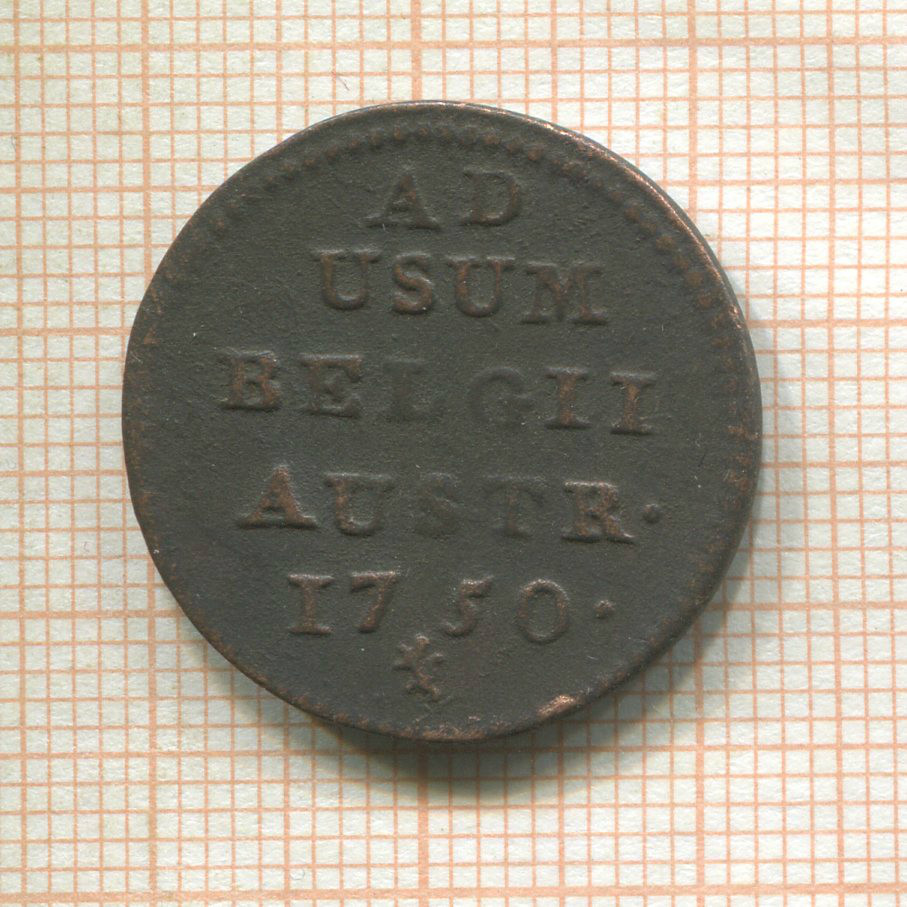 AD
USUM
BELGII
AUSTR·
1750·